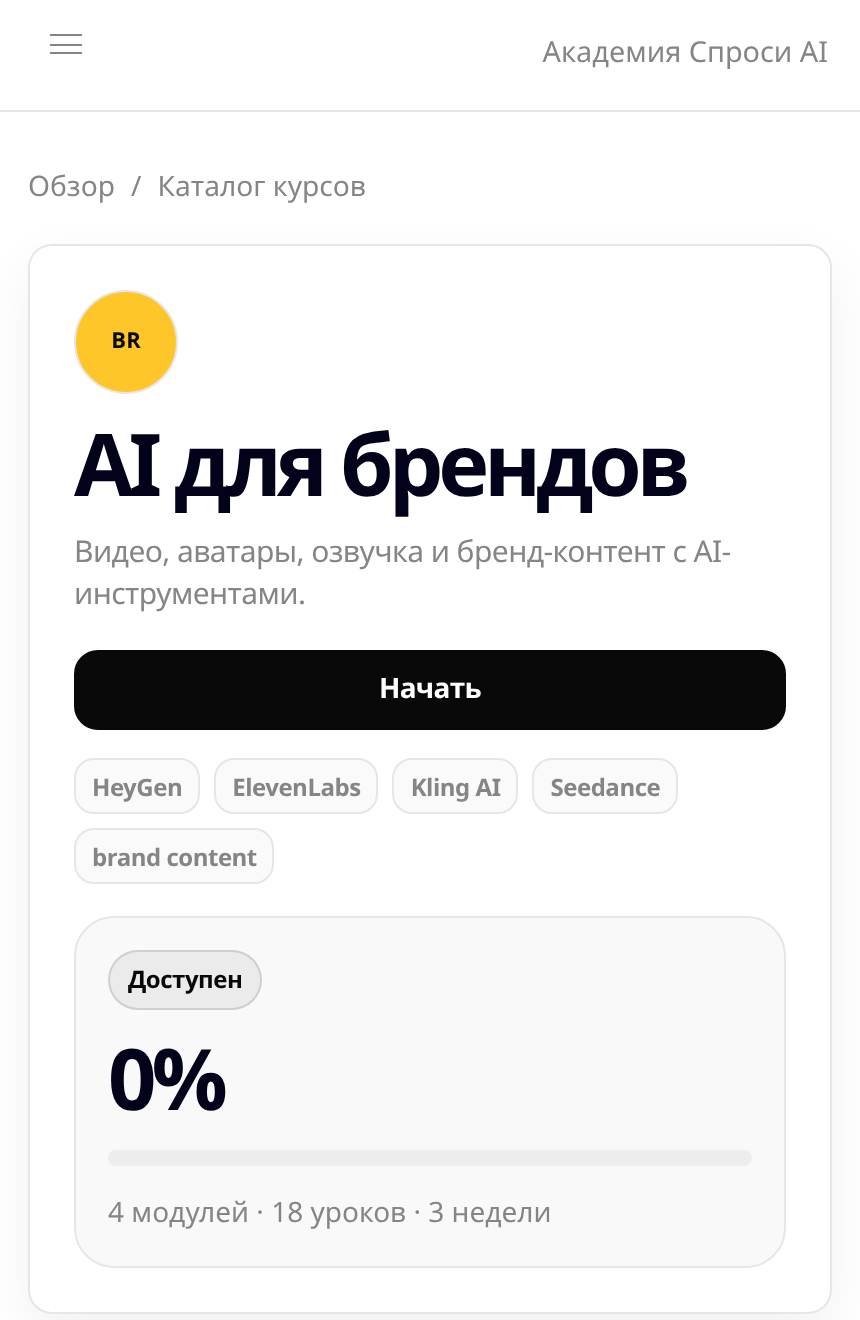 Академия Спроси AI
Обзор / Каталог курсов
BR
AI для брендов
Видео, аватары, озвучка и бренд-контент с AI-
инструментами.
Начать
HeyGen ElevenLabs Kling AI Seedance
brand content
Доступен
0%
4 модулей · 18 уроков · 3 недели